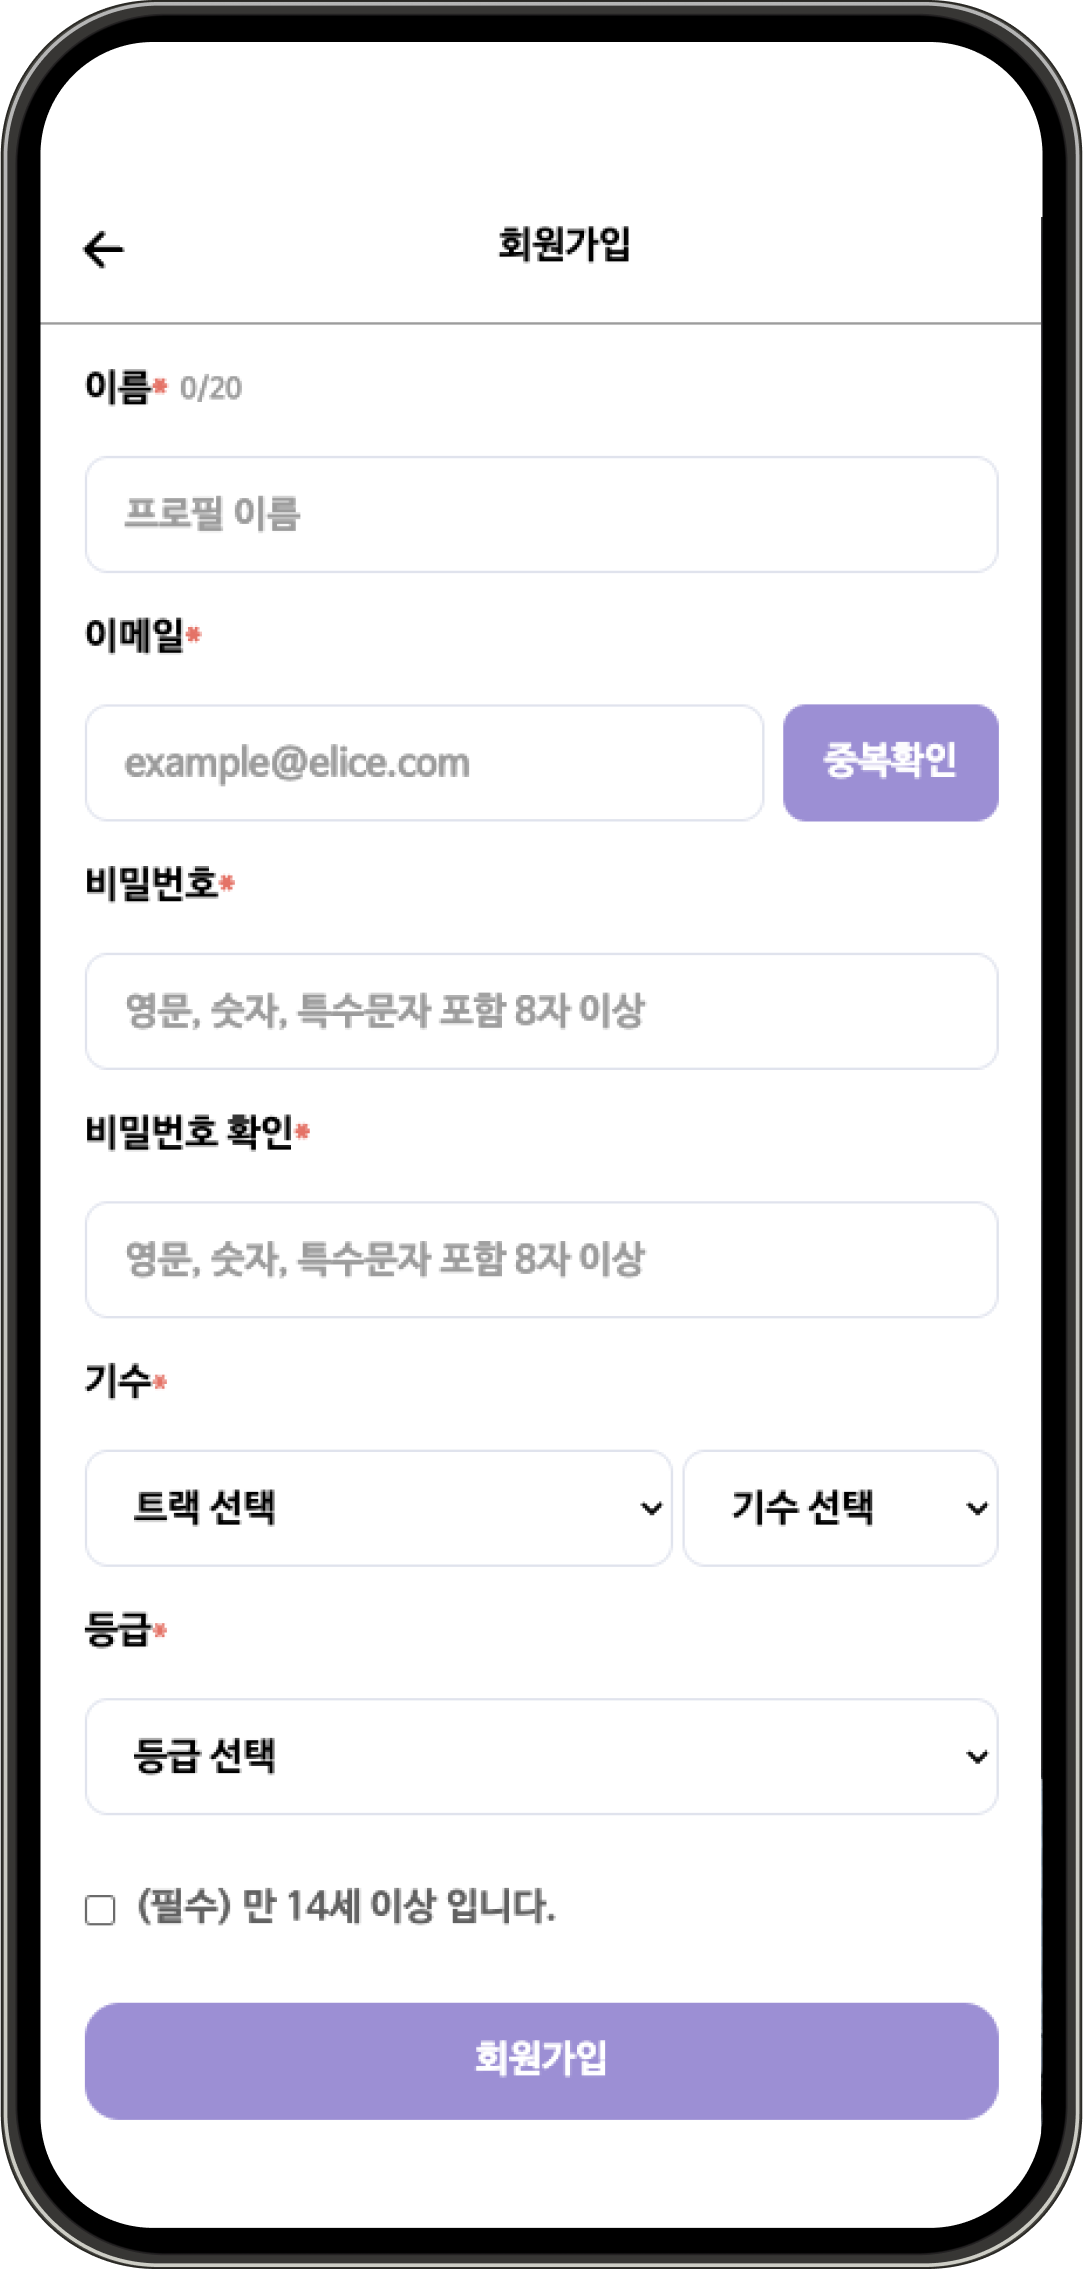 회원가입
이름* 0/20
프로필 이름
이메일*
example@elice.com 중복확인
비밀번호*
영문, 숫자, 특수문자 포함 8자 이상
비밀번호 확인*
영문, 숫자, 특수문자 포함 8자 이상
기수*
트랙 선택 기수 선택
등급*
등급 선택
(필수) 만 14세 이상 입니다.
회원가입